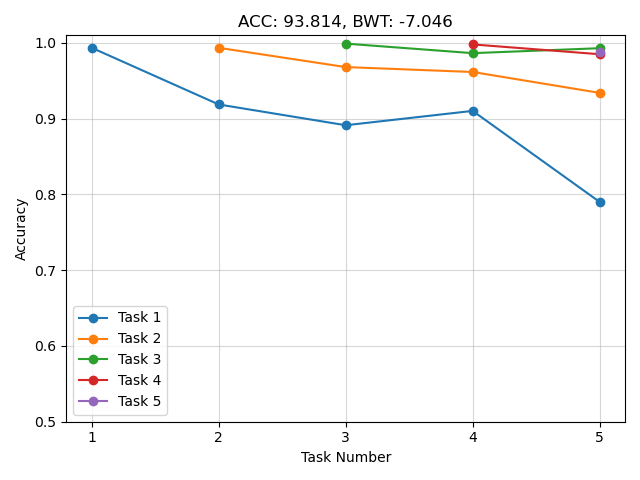 ACC: 93.814, BWT: -7.046
1.0
0.9
0.8
0.7
0.6
0.5
Accuracy
Task 1
Task 2
Task 3
Task 4
Task 5
1 2 3 4 5
Task Number